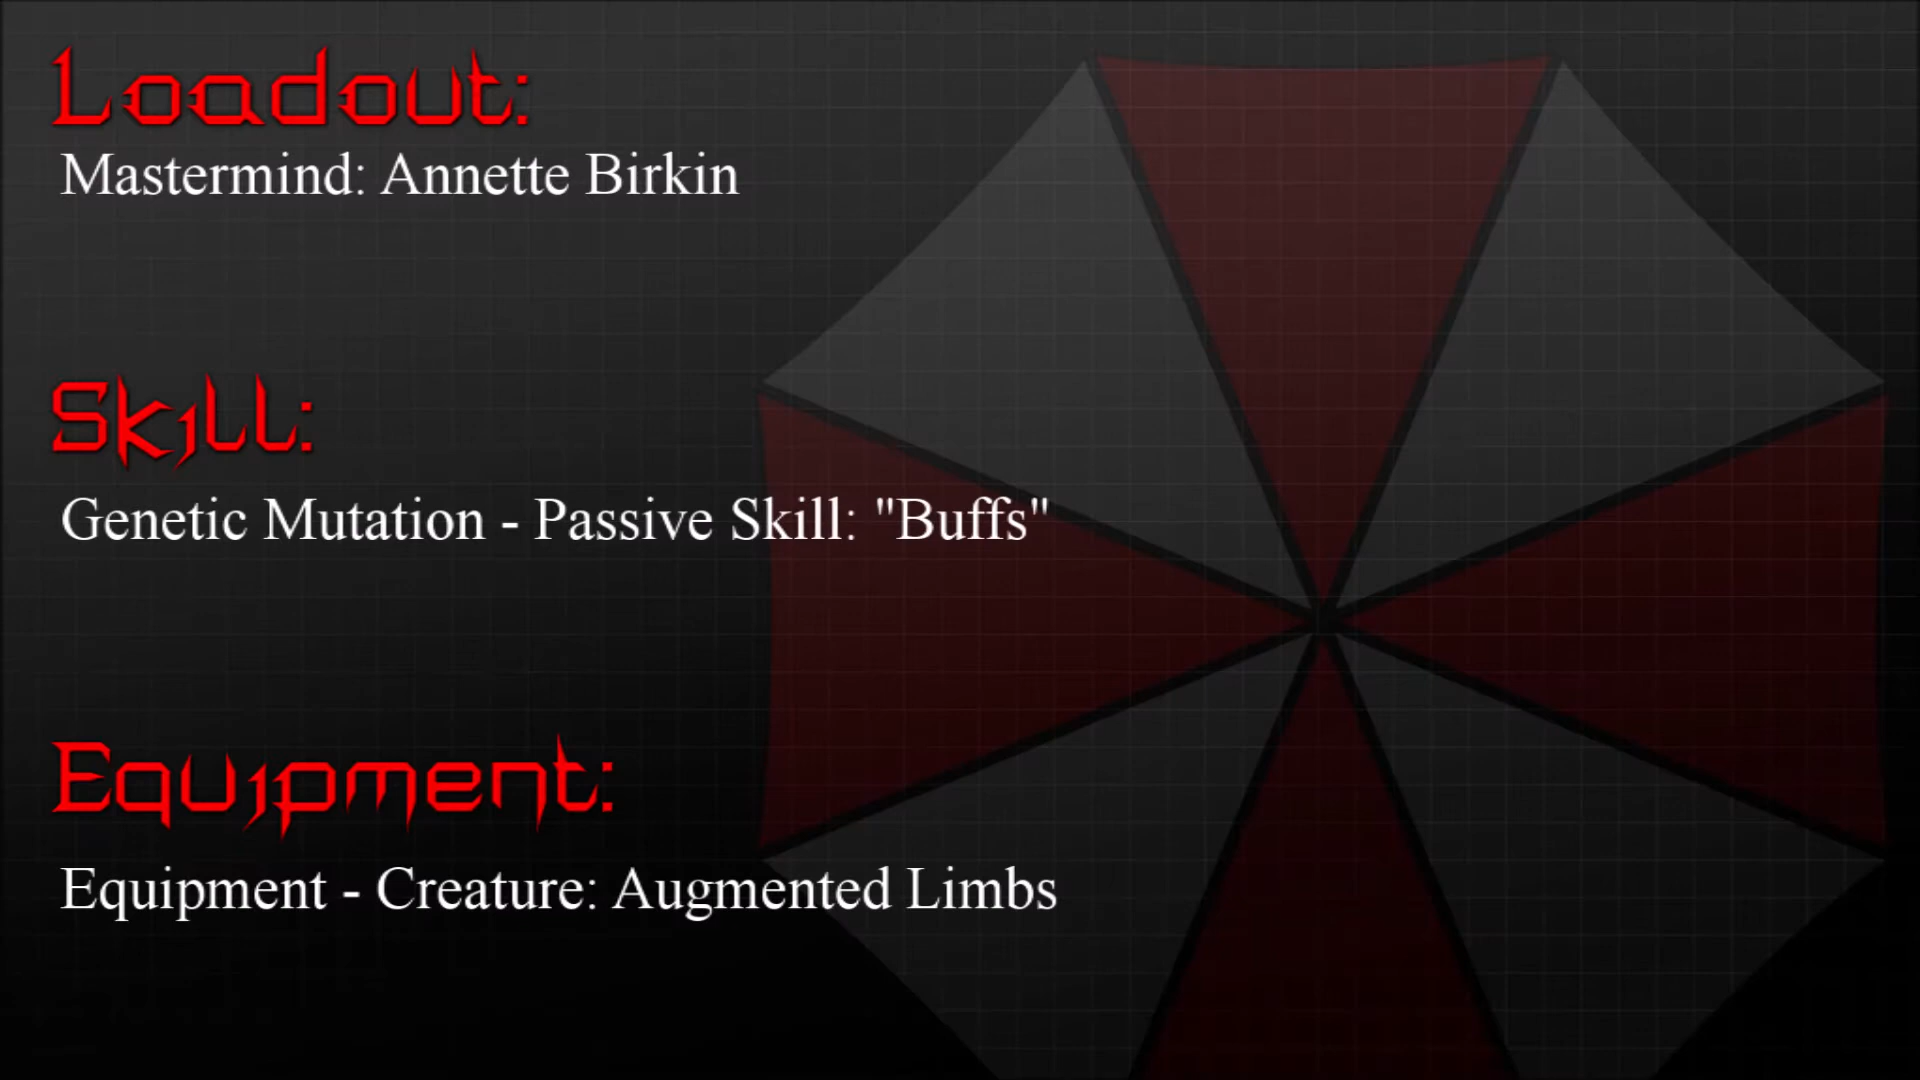 Loadout:
Mastermind: Annette Birkin
Skill:
Genetic Mutation - Passive Skill: "Buffs"
Equipment:
Equipment - Creature: Augmented Limbs